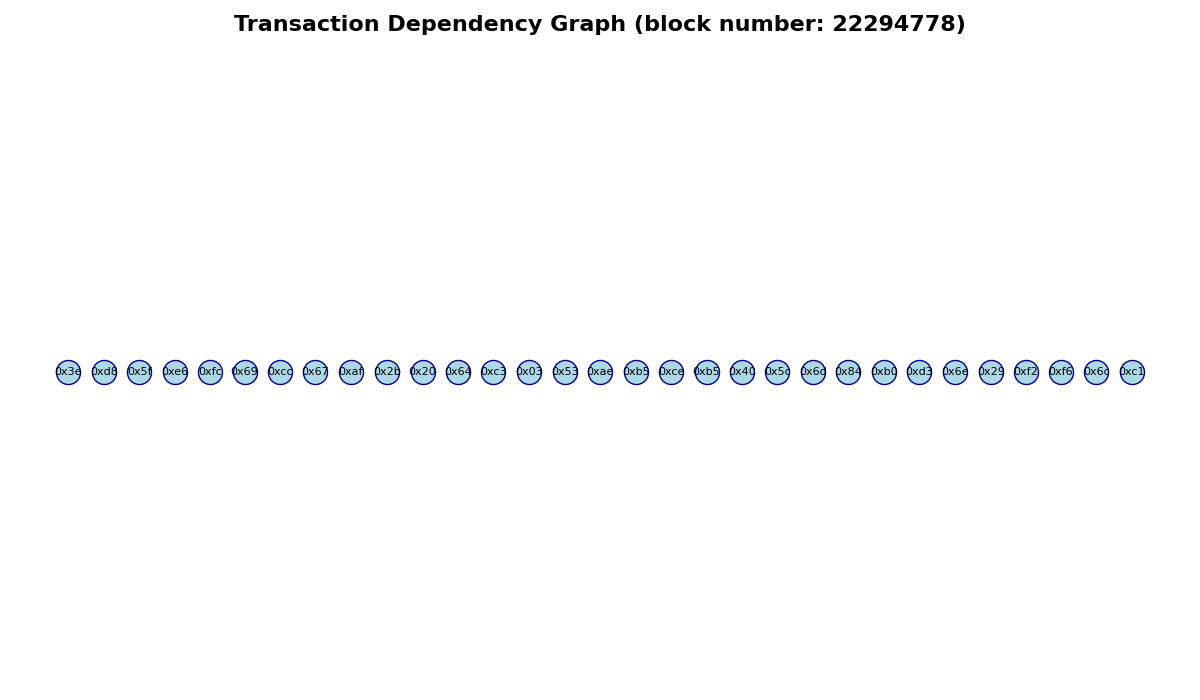 Transaction Dependency Graph (block number: 22294778)
0x3e 0xd8 0x5f 0xe6 0xfc 0x69 0xcc 0x67 0xaf 0x2b 0x20 0x64 0xc3 0x03 0x53 0xae 0xb5 0xce 0xb5 0x40 0x5c 0x6d 0x84 0xb0 0xd3 0x6e 0x29 0xf2 0xf6 0x6c 0xc1